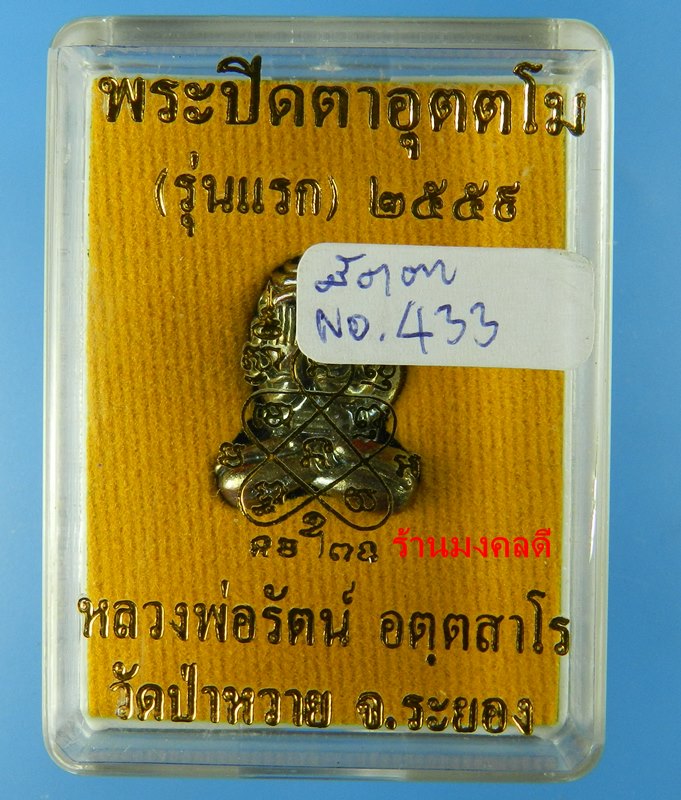 พระปิดตาอุตตโม
(รุ่นแรก) ๒๕๕๕
NO. 433
ร้านมงคลดี
หลวงพ่อรัตน์ อตฺตสาโร
วัดป่าหวาย จ.ระยอง